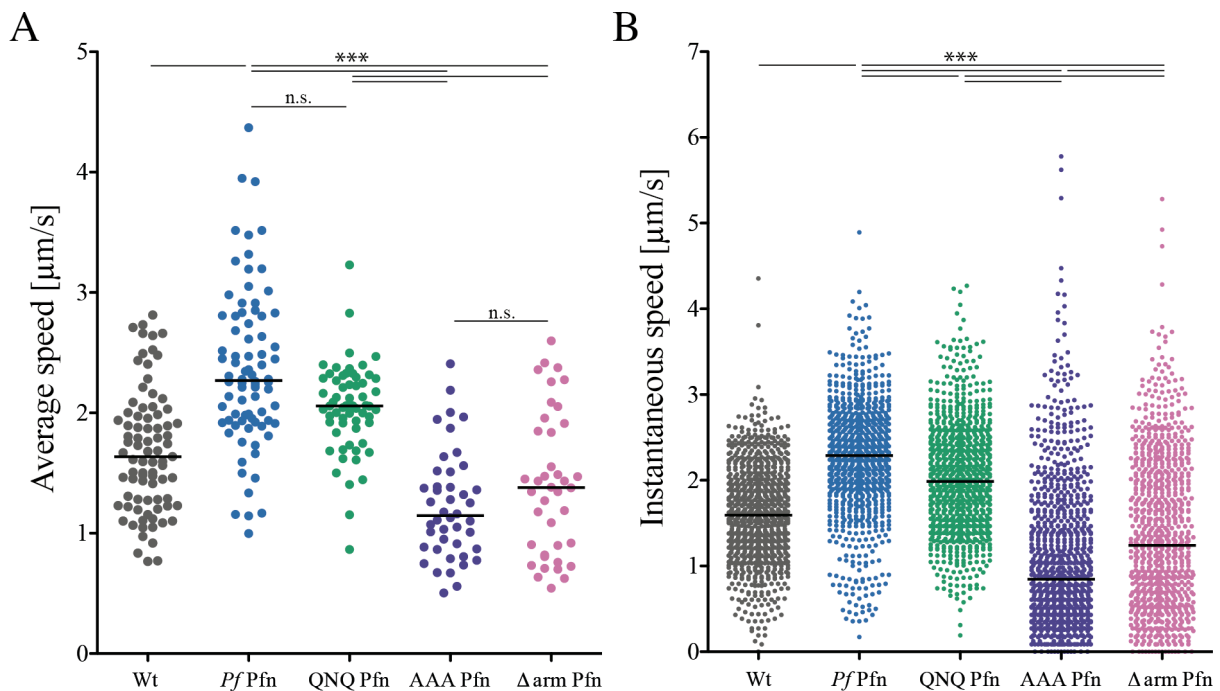 A
Average speed [µm/s]
5
4
3
2
1
0
***
n.s.
n.s.
Wt
Pf Pfn
QNQ Pfn
AAA Pfn
Δ arm Pfn
B
Instantaneous speed [µm/s]
7
6
5
4
3
2
1
0
***
Wt
Pf Pfn
QNQ Pfn
AAA Pfn
Δ arm Pfn